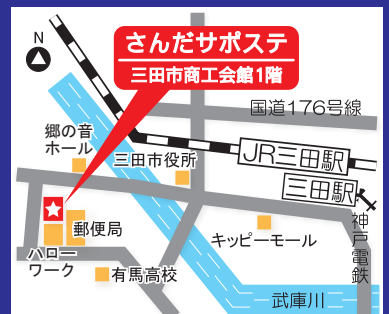 さんだサポステ
三田市商工会館1階
N
国道176号線
郷の音
ホール
三田市役所
JR三田駅
三田駅
神戸電鉄
郵便局
ハロー
ワーク
キッピーモール
有馬高校
武庫川